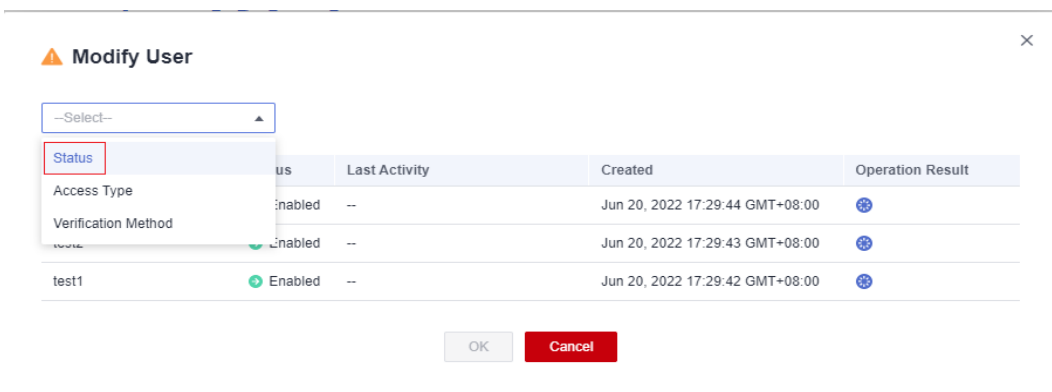 Modify User
--Select--
Status
us Last Activity Created Operation Result
Access Type
Enabled -- Jun 20, 2022 17:29:44 GMT+08:00
Verification Method
Enabled -- Jun 20, 2022 17:29:43 GMT+08:00
test1 Enabled -- Jun 20, 2022 17:29:42 GMT+08:00
OK Cancel